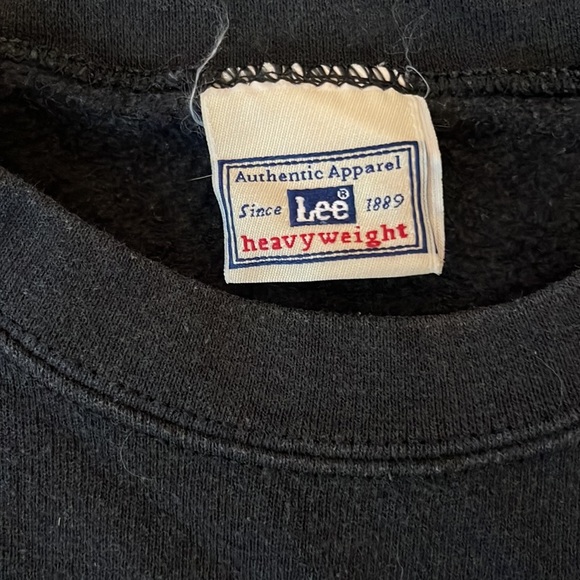 Authentic Apparel
Since Lee® 1889
heavyweight